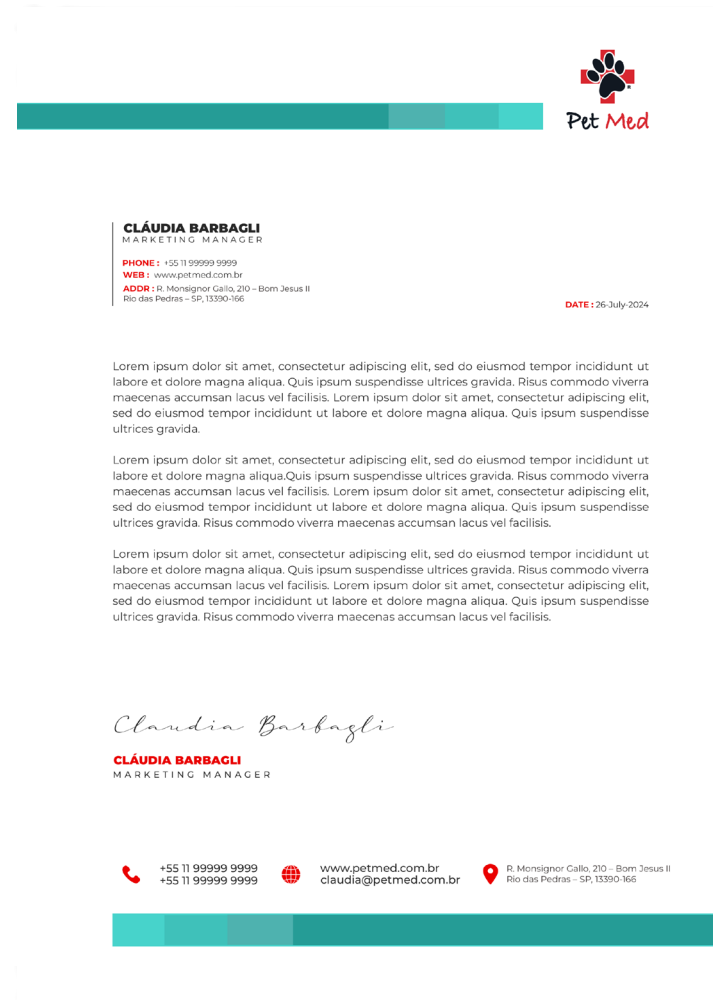 Pet Med
CLÁUDIA BARBAGLI
MARKETING MANAGER
PHONE : +55 11 99999 9999
WEB : www.petmed.com.br
ADDR : R. Monsignor Gallo, 210 – Bom Jesus II
Rio das Pedras – SP, 13390-166
DATE : 26-July-2024
Lorem ipsum dolor sit amet, consectetur adipiscing elit, sed do eiusmod tempor incididunt ut
labore et dolore magna aliqua. Quis ipsum suspendisse ultrices gravida. Risus commodo viverra
maecenas accumsan lacus vel facilisis. Lorem ipsum dolor sit amet, consectetur adipiscing elit,
sed do eiusmod tempor incididunt ut labore et dolore magna aliqua. Quis ipsum suspendisse
ultrices gravida.
Lorem ipsum dolor sit amet, consectetur adipiscing elit, sed do eiusmod tempor incididunt ut
labore et dolore magna aliqua.Quis ipsum suspendisse ultrices gravida. Risus commodo viverra
maecenas accumsan lacus vel facilisis. Lorem ipsum dolor sit amet, consectetur adipiscing elit,
sed do eiusmod tempor incididunt ut labore et dolore magna aliqua. Quis ipsum suspendisse
ultrices gravida. Risus commodo viverra maecenas accumsan lacus vel facilisis.
Lorem ipsum dolor sit amet, consectetur adipiscing elit, sed do eiusmod tempor incididunt ut
labore et dolore magna aliqua. Quis ipsum suspendisse ultrices gravida. Risus commodo viverra
maecenas accumsan lacus vel facilisis. Lorem ipsum dolor sit amet, consectetur adipiscing elit,
sed do eiusmod tempor incididunt ut labore et dolore magna aliqua. Quis ipsum suspendisse
ultrices gravida. Risus commodo viverra maecenas accumsan lacus vel facilisis.
Claudia Barbagli
CLÁUDIA BARBAGLI
MARKETING MANAGER
+55 11 99999 9999
+55 11 99999 9999
www.petmed.com.br
claudia@petmed.com.br
R. Monsignor Gallo, 210 – Bom Jesus II
Rio das Pedras – SP, 13390-166